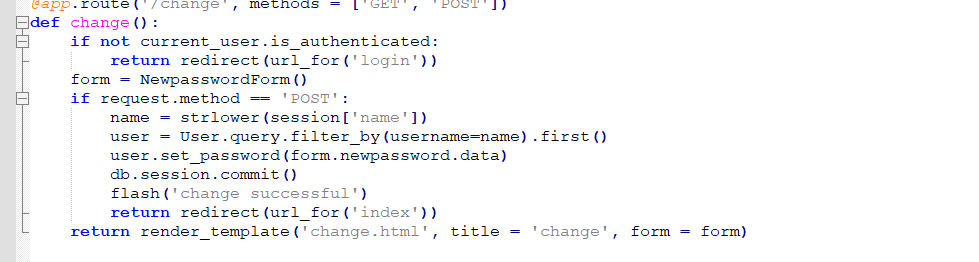 @app.route('/change', methods = ['GET', 'POST'])
def change():
    if not current_user.is_authenticated:
        return redirect(url_for('login'))
    form = NewpasswordForm()
    if request.method == 'POST':
        name = strlower(session['name'])
        user = User.query.filter_by(username=name).first()
        user.set_password(form.newpassword.data)
        db.session.commit()
        flash('change successful')
        return redirect(url_for('index'))
    return render_template('change.html', title = 'change', form = form)